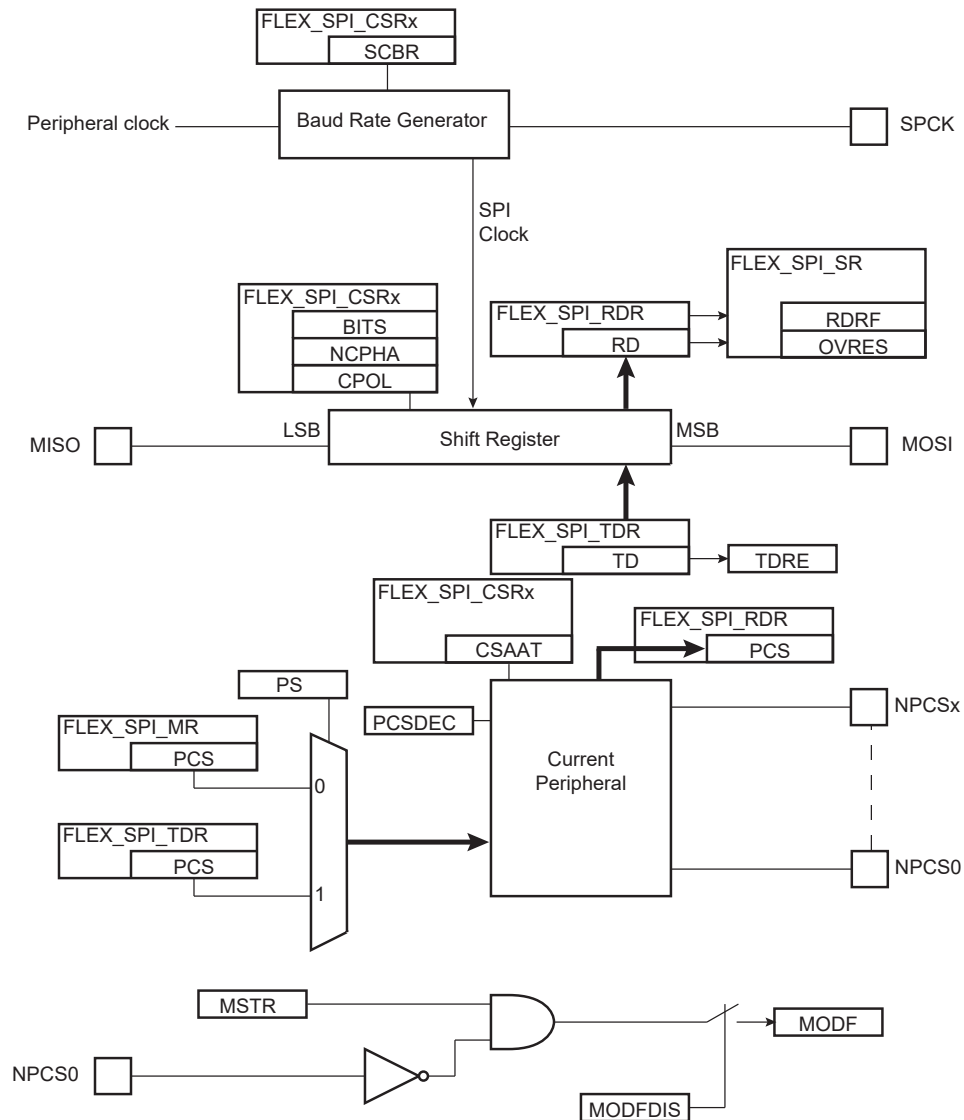 FLEX_SPI_CSRx
SCBR
Peripheral clock
Baud Rate Generator
SPCK
SPI
Clock
FLEX_SPI_CSRx
BITS
NCPHA
CPOL
FLEX_SPI_RDR
RD
FLEX_SPI_SR
RDRF
OVRES
MISO
LSB
Shift Register
MSB
MOSI
FLEX_SPI_TDR
TD
TDRE
FLEX_SPI_CSRx
CSAAT
FLEX_SPI_RDR
PCS
PS
PCSDEC
NPCSx
FLEX_SPI_MR
PCS
0
Current
Peripheral
FLEX_SPI_TDR
PCS
1
NPCS0
MSTR
MODF
NPCS0
MODFDIS